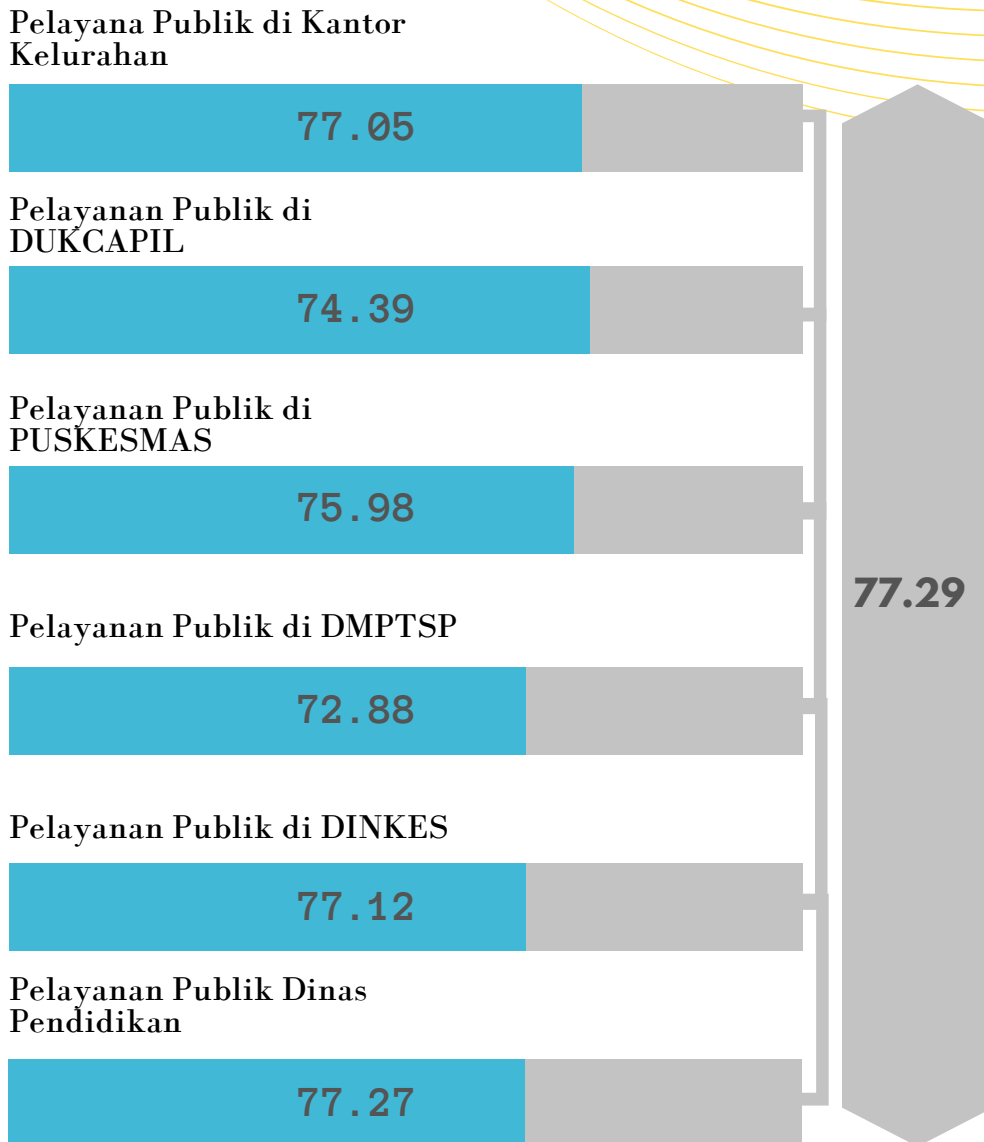 Pelayana Publik di Kantor
Kelurahan
77.05
Pelayanan Publik di
DUKCAPIL
74.39
Pelayanan Publik di
PUSKESMAS
75.98
77.29
Pelayanan Publik di DMPTSP
72.88
Pelayanan Publik di DINKES
77.12
Pelayanan Publik Dinas
Pendidikan
77.27